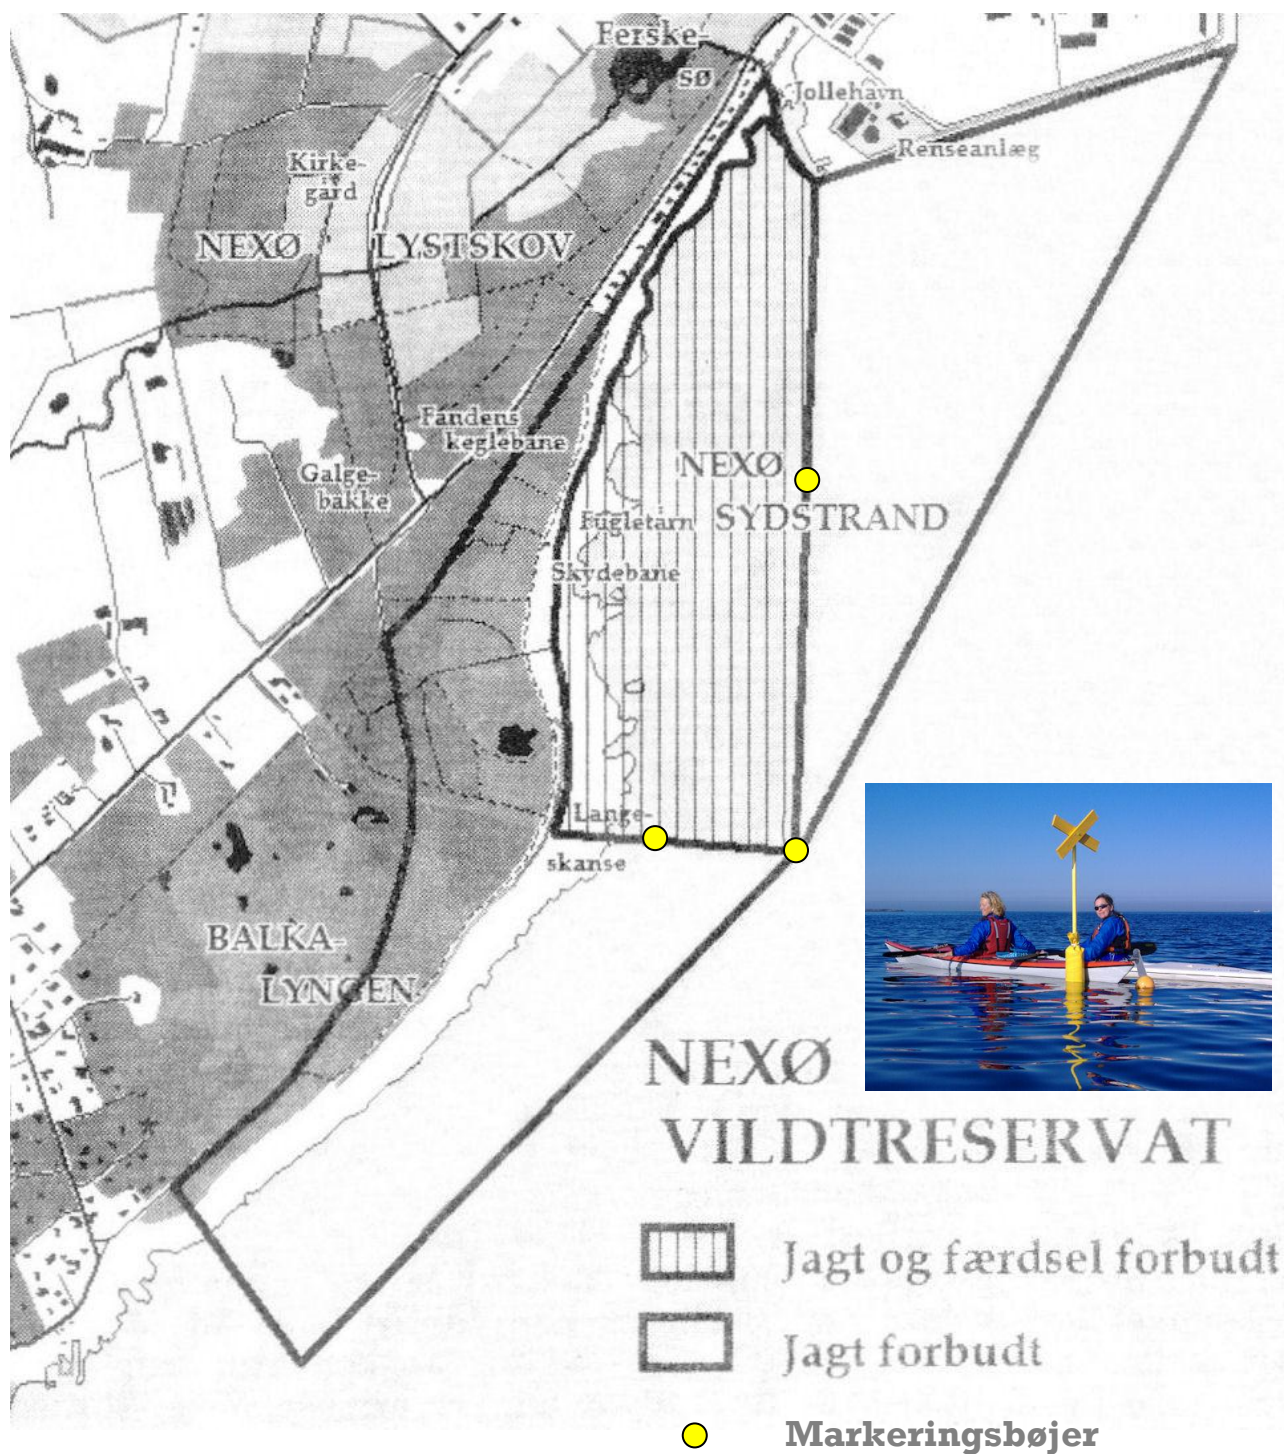 Ferske-
sø
Jollehavn
Renseanlæg
Kirke-
gård
NEXØ LYSTSKOV
Fandens
keglebane
Galge-
bakke
NEXØ
SYDSTRAND
Fugletårn
Skydebane
Lange-
skanse
BALKA-
LYNGEN
NEXØ
VILDTRESERVAT
Jagt og færdsel forbudt
Jagt forbudt
Markeringsbøjer